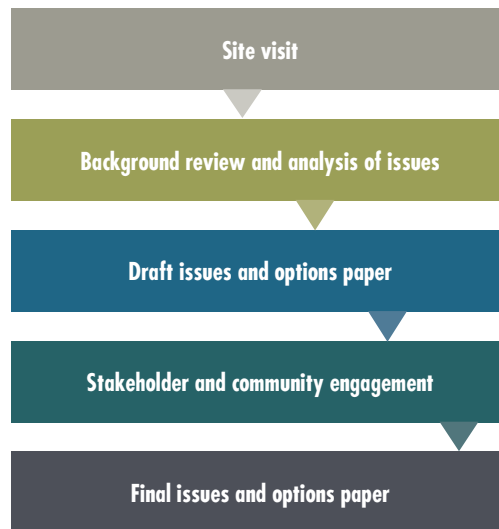 Site visit
Background review and analysis of issues
Draft issues and options paper
Stakeholder and community engagement
Final issues and options paper